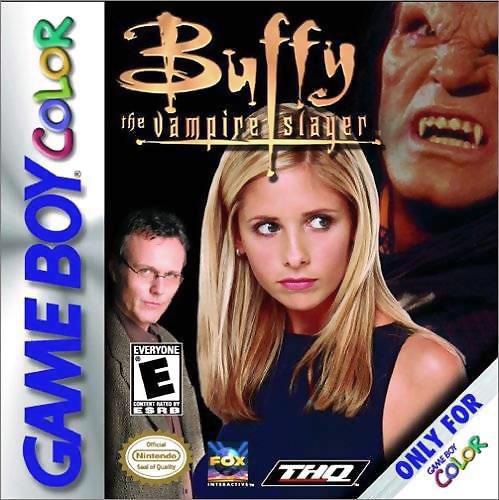 GAME BOY COLOR
Buffy
the vampire slayer
EVERYONE
E
CONTENT RATED BY
ESRB
Official
Nintendo
Seal of Quality
FOX
INTERACTIVE
THQ
ONLY FOR
GAME BOY
COLOR